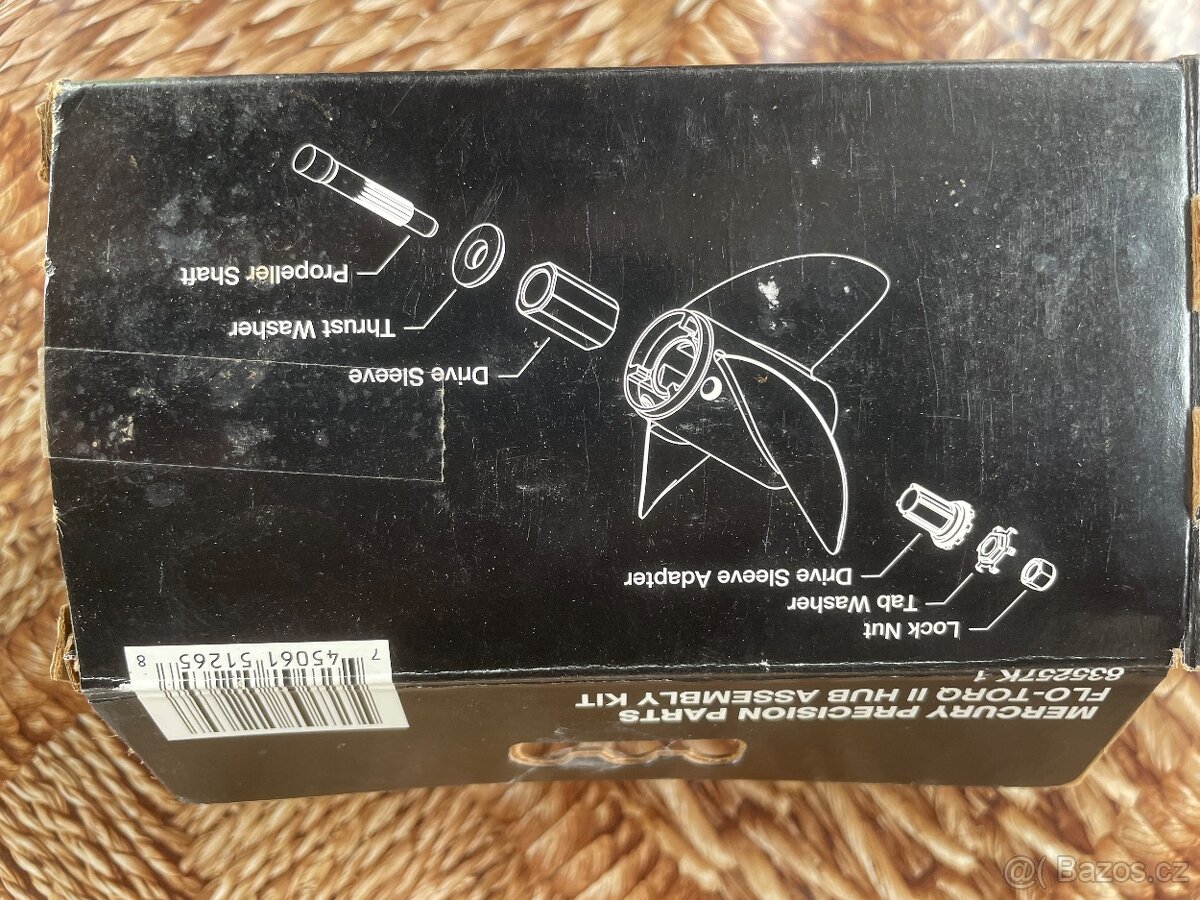 MERCURY PRECISION PARTS
FLO-TORQ II HUB ASSEMBLY KIT
835257K 1
7 45061 51265 8
Lock Nut
Tab Washer
Drive Sleeve Adapter
Drive Sleeve
Thrust Washer
Propeller Shaft
@( Bazos.cz